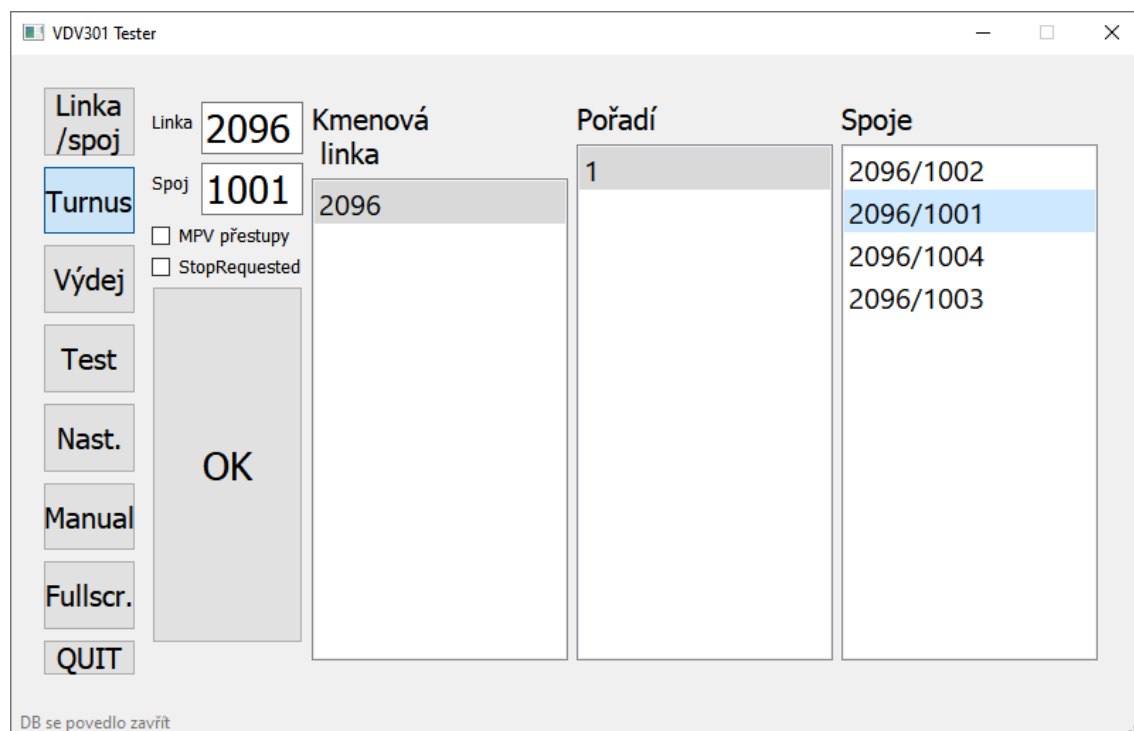 VDV301 Tester
Linka
/spoj
Turnus
Výdej
Test
Nast.
Manual
Fullscr.
QUIT
Linka 2096
Spoj 1001
MPV přestupy
StopRequested
OK
Kmenová
linka
2096
Pořadí
1
Spoje
2096/1002
2096/1001
2096/1004
2096/1003
DB se povedlo zavřít